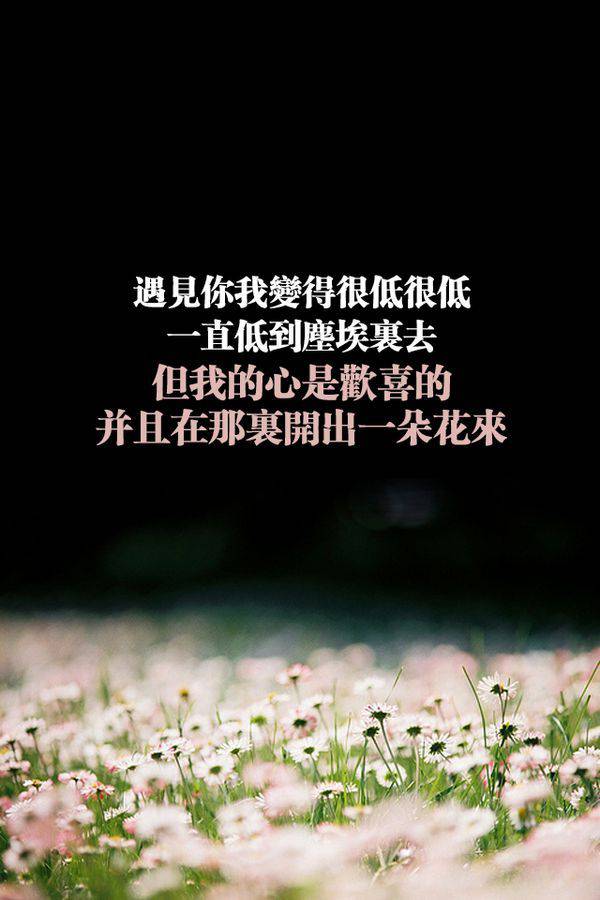 遇見你我變得很低很低
一直低到塵埃裏去
但我的心是歡喜的
并且在那裏開出一朵花來